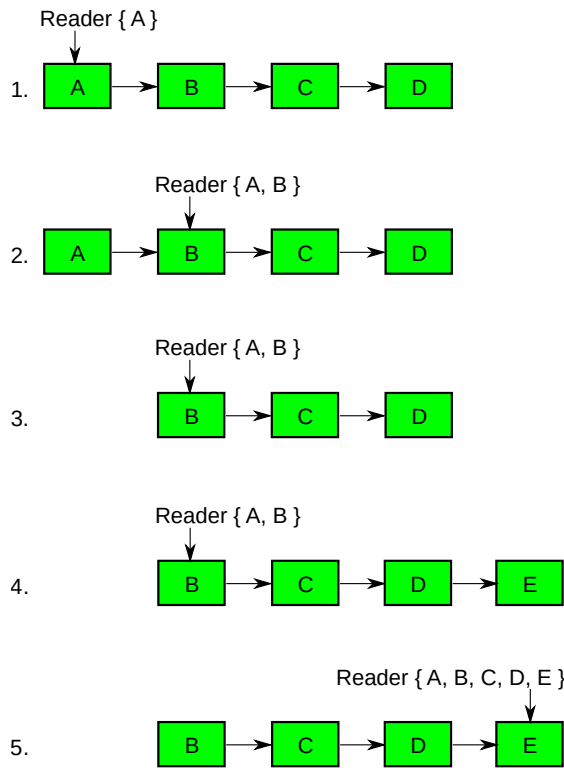 Reader { A }
1. A B C D
Reader { A, B }
2. A B C D
Reader { A, B }
3. B C D
Reader { A, B }
4. B C D E
Reader { A, B, C, D, E }
5. B C D E